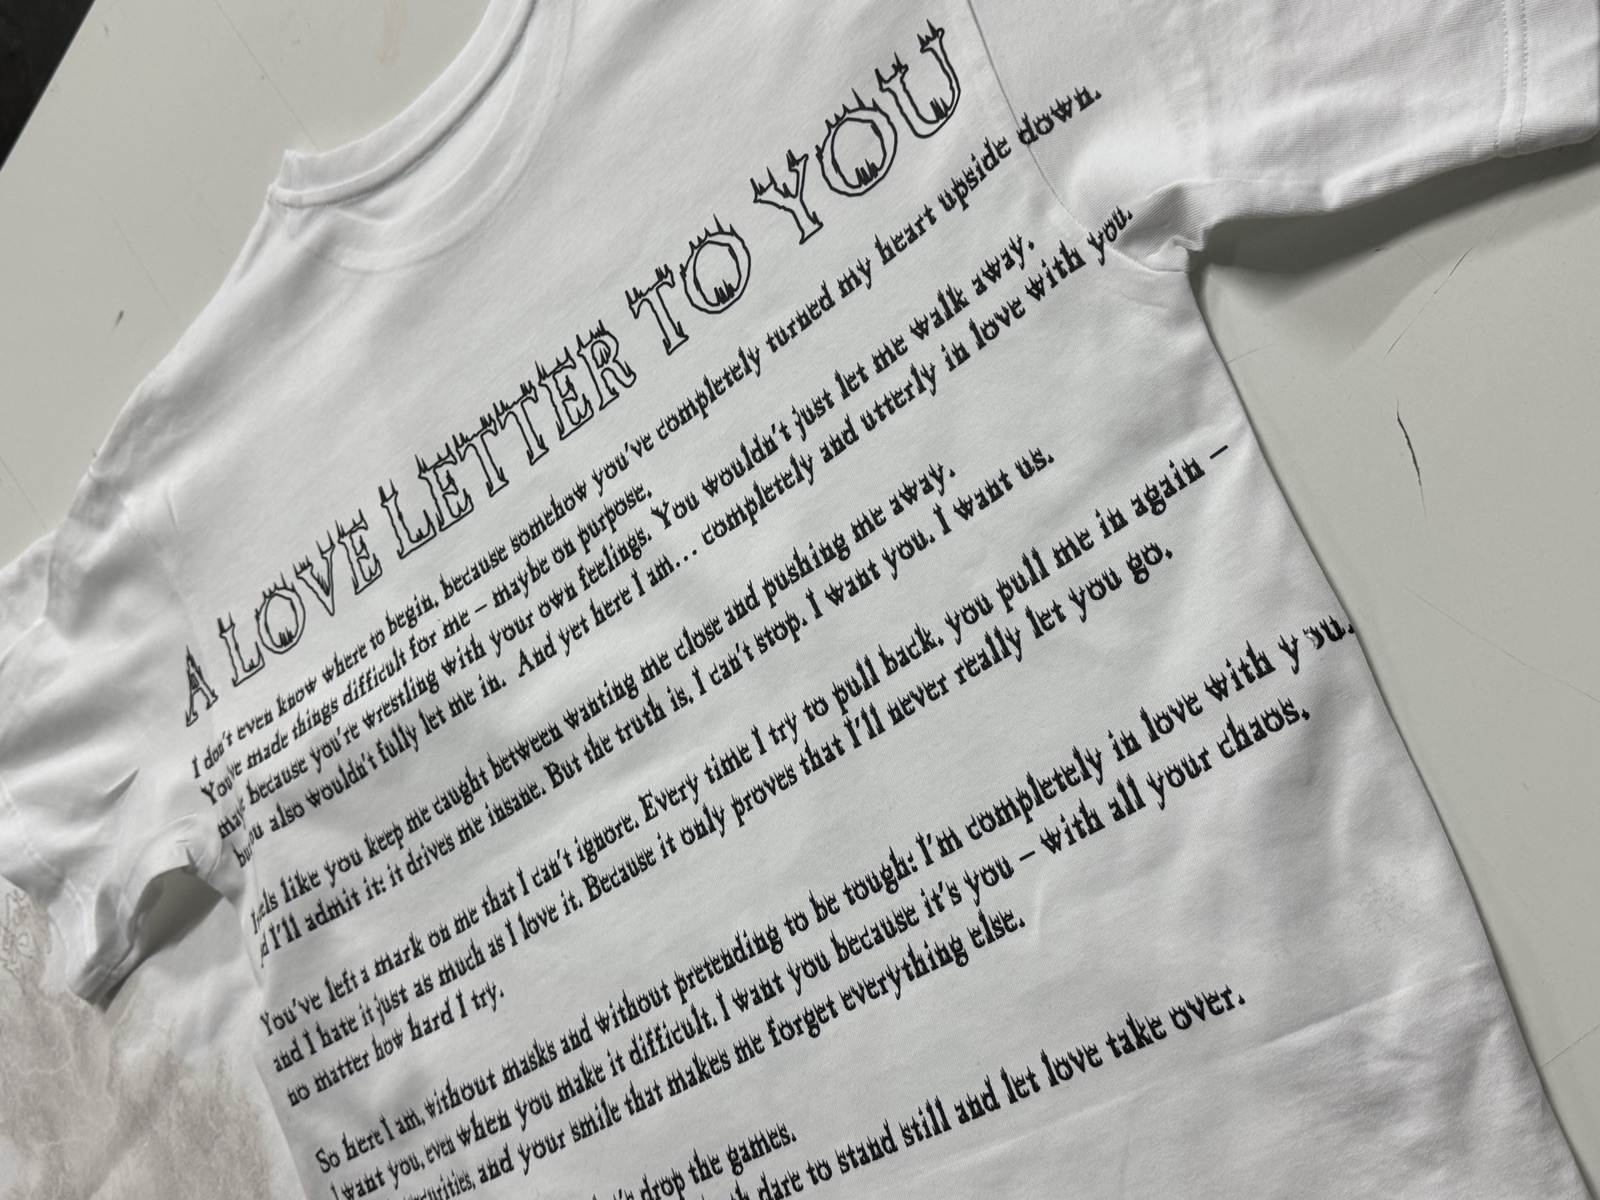 A LOVE LETTER TO YOU
I don't even know where to begin, because somehow you've completely turned my heart upside down.
You've made things difficult for me – maybe on purpose,
may because you're wrestling with your own feelings. You wouldn't just let me walk away,
but you also wouldn't fully let me in. And yet here I am... completely and utterly in love with you.
feels like you keep me caught between wanting me close and pushing me away.
I'll admit it: it drives me insane. But the truth is, I can't stop. I want you. I want us.
You've left a mark on me that I can't ignore. Every time I try to pull back, you pull me in again –
and I hate it just as much as I love it. Because it only proves that I'll never really let you go,
no matter how hard I try.
So here I am, without masks and without pretending to be tough: I'm completely in love with you.
I want you, even when you make it difficult. I want you because it's you – with all your chaos,
and your smile that makes me forget everything else.
drop the games.
dare to stand still and let love take over.